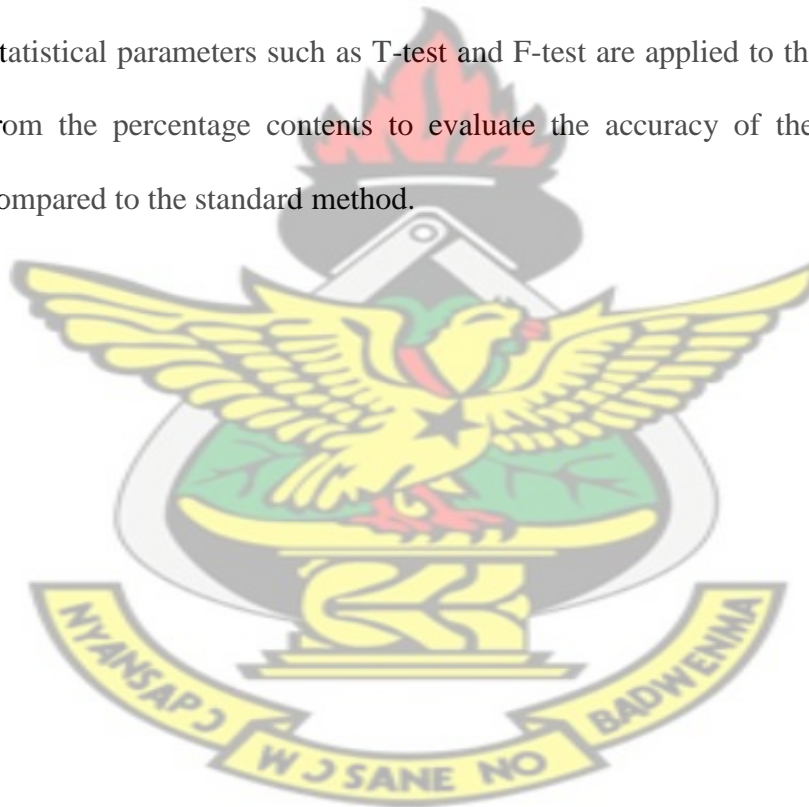 tatistical parameters such as T-test and F-test are applied to th
rom the percentage contents to evaluate the accuracy of the
ompared to the standard method.
NYANSAPƆ
WƆSANE NO
BADWENMA